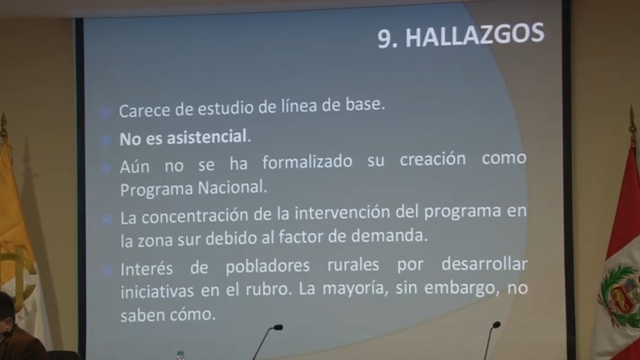 9. HALLAZGOS
Carece de estudio de línea de base.
No es asistencial.
Aún no se ha formalizado su creación como
Programa Nacional.
La concentración de la intervención del programa en
la zona sur debido al factor de demanda.
Interés de pobladores rurales por desarrollar
iniciativas en el rubro. La mayoría, sin embargo, no
saben cómo.